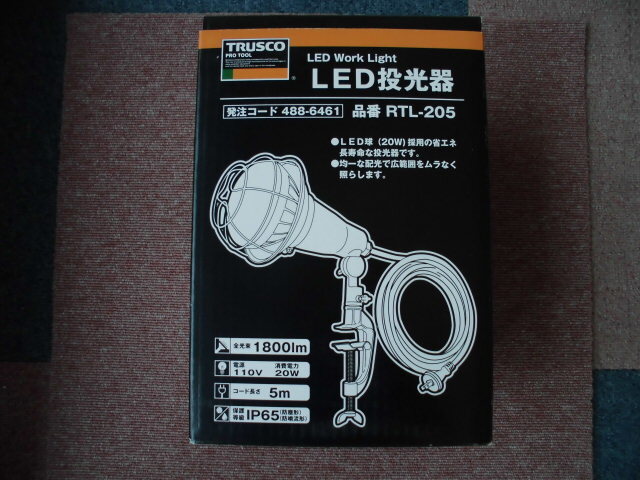 TRUSCO
PRO TOOL
LED Work Light
LED投光器
発注コード 488-6461 品番 RTL-205
●LED球 (20W) 採用の省エネ
長寿命な投光器です。
●均一な配光で広範囲をムラなく
照らします。
全光束 1800lm
電源 110V 消費電力 20W
コード長さ 5m
保護等級 IP65 (防塵形) (防噴流形)